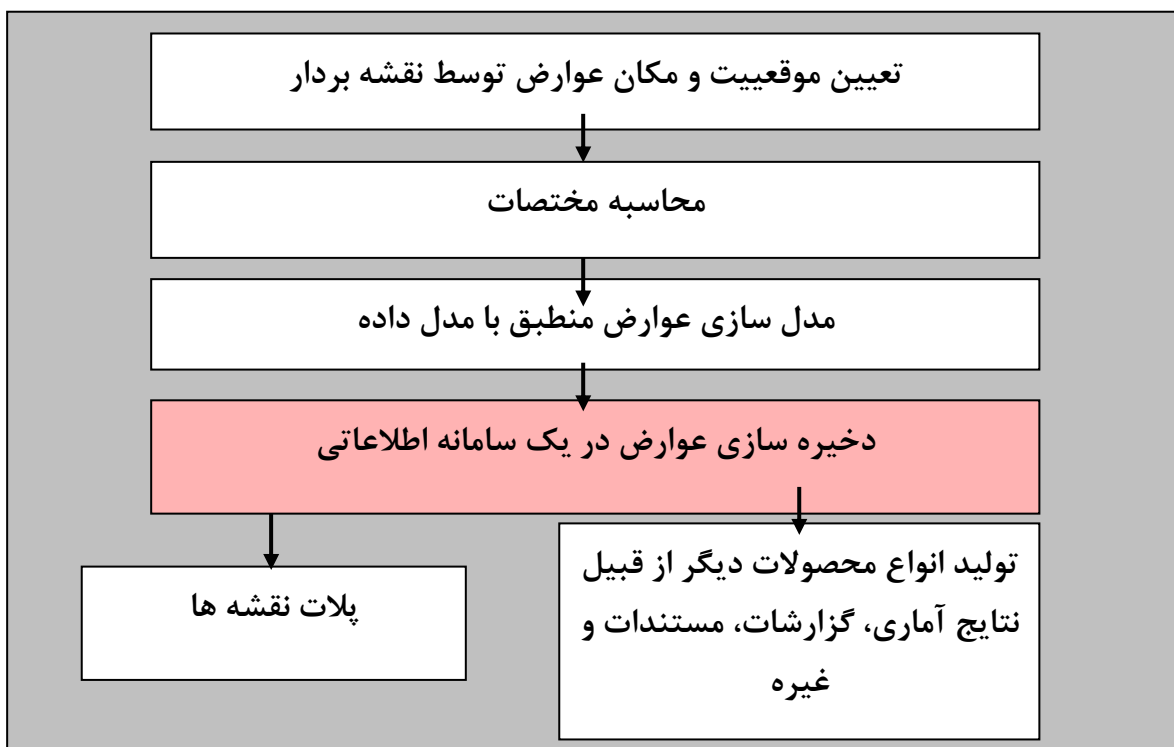 تعیین موقعییت و مکان عوارض توسط نقشه بردار
محاسبه مختصات
مدل سازی عوارض منطبق با مدل داده
ذخیره سازی عوارض در یک سامانه اطلاعاتی
تولید انواع محصولات دیگر از قبیل
نتایج آماری، گزارشات، مستندات و
غیره
پلات نقشه ها